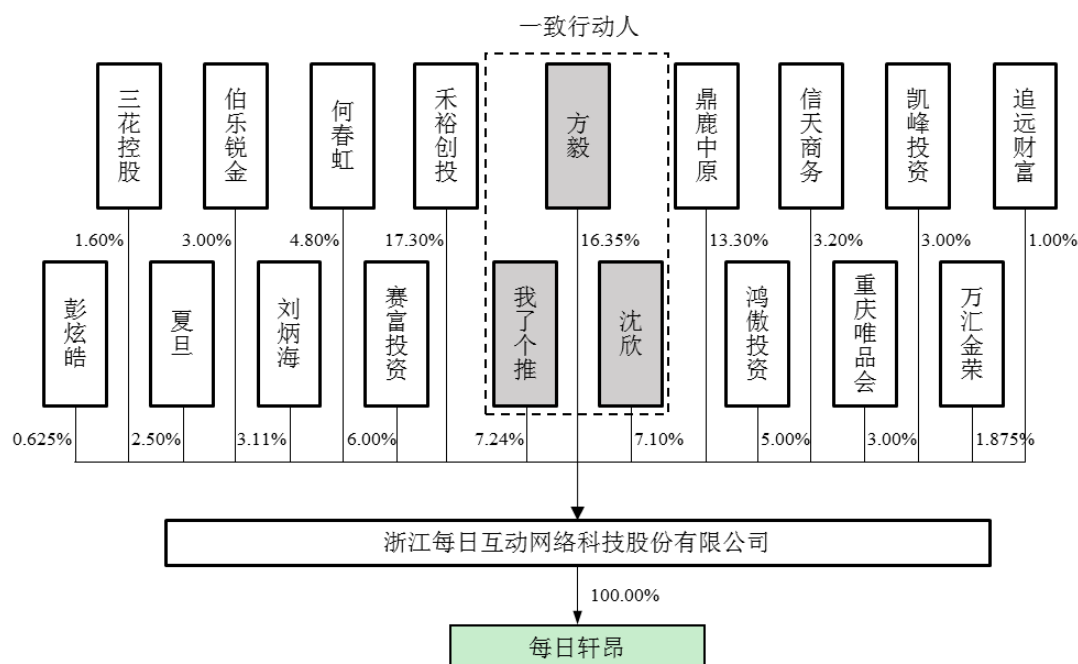 一致行动人
三花控股
伯乐锐金
何春虹
禾裕创投
方毅
鼎鹿中原
信天商务
凯峰投资
追远财富
1.60%
3.00%
4.80%
17.30%
16.35%
13.30%
3.20%
3.00%
1.00%
彭炫皓
夏旦
刘炳海
赛富投资
我了个推
沈欣
鸿傲投资
重庆唯品会
万汇金荣
0.625%
2.50%
3.11%
6.00%
7.24%
7.10%
5.00%
3.00%
1.875%
浙江每日互动网络科技股份有限公司
100.00%
每日轩昂